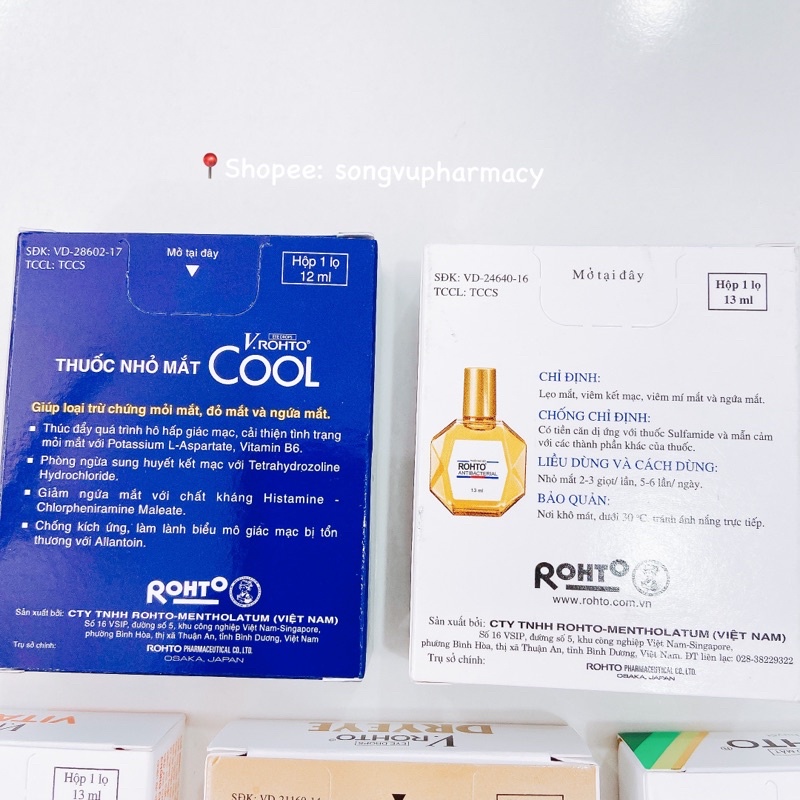 Shopee: songvupharmacy
SĐK: VD-28602-17
TCCL: TCCS
Mở tại đây
Hộp 1 lọ
12 ml
EYE DROPS
V.ROHTO®
THUỐC NHỎ MẮT COOL
Giúp loại trừ chứng mỏi mắt, đỏ mắt và ngứa mắt.
Thúc đẩy quá trình hô hấp giác mạc, cải thiện tình trạng
mỏi mắt với Potassium L-Aspartate, Vitamin B6.
Phòng ngừa sung huyết kết mạc với Tetrahydrozoline
Hydrochloride.
Giảm ngứa mắt với chất kháng Histamine -
Chlorpheniramine Maleate.
Chống kích ứng, làm lành biểu mô giác mạc bị tổn
thương với Allantoin.
ROHTO
Sản xuất bởi: CTY TNHH ROHTO-MENTHOLATUM (VIỆT NAM)
Số 16 VSIP, đường số 5, khu công nghiệp Việt Nam-Singapore,
phường Bình Hòa, thị xã Thuận An, tỉnh Bình Dương, Việt Nam
Trụ sở chính:
ROHTO PHARMACEUTICAL CO. LTD.
OSAKA, JAPAN
SĐK: VD-24640-16
TCCL: TCCS
Mở tại đây
Hộp 1 lọ
13 ml
CHỈ ĐỊNH:
Lẹo mắt, viêm kết mạc, viêm mí mắt và ngứa mắt.
CHỐNG CHỈ ĐỊNH:
Có tiền căn dị ứng với thuốc Sulfamide và mẫn cảm
với các thành phần khác của thuốc.
LIỀU DÙNG VÀ CÁCH DÙNG:
Nhỏ mắt 2-3 giọt/ lần, 5-6 lần/ ngày.
BẢO QUẢN:
Nơi khô mát, dưới 30 °C, tránh ánh nắng trực tiếp.
ROHTO
ANTIBACTERIAL
13 ml
ROHTO
www.rohto.com.vn
Sản xuất bởi: CTY TNHH ROHTO-MENTHOLATUM (VIỆT NAM)
Số 16 VSIP, đường số 5, khu công nghiệp Việt Nam-Singapore,
phường Bình Hòa, thị xã Thuận An, tỉnh Bình Dương, Việt Nam. ĐT liên lạc: 028-38229322
Trụ sở chính:
ROHTO PHARMACEUTICAL CO., LTD.
OSAKA, JAPAN
VITA
Hộp 1 lọ
13 ml
DRYEYE
V.ROHTO®
EYE DROPS
SĐK: VD-21160-14
Hộp 1 lọ